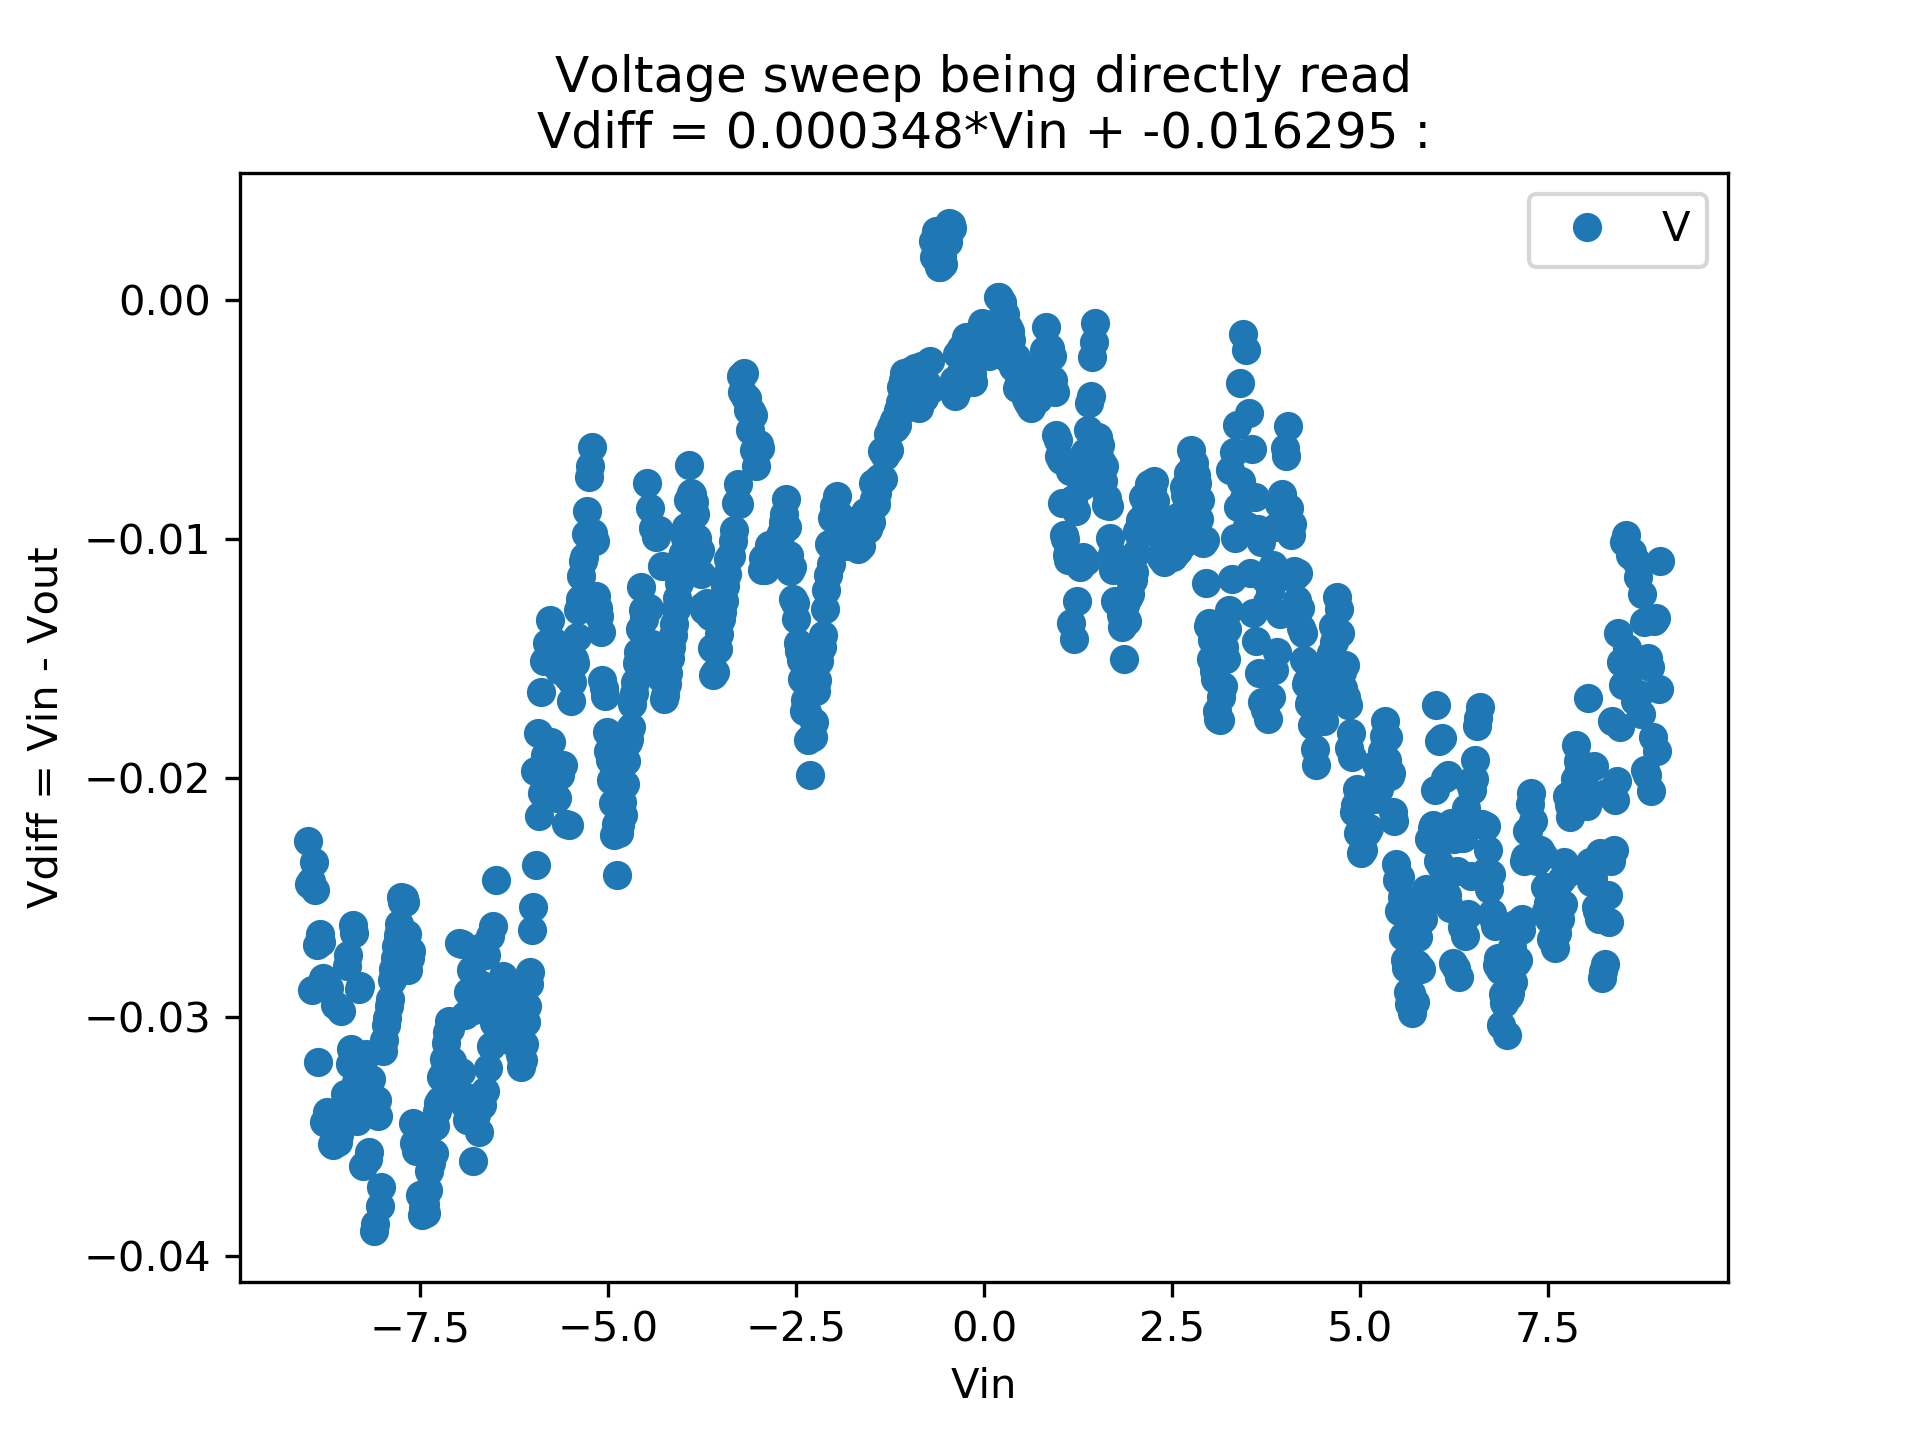 Voltage sweep being directly read
Vdiff = 0.000348*Vin + -0.016295 :
V
Vdiff = Vin - Vout
0.00
−0.01
−0.02
−0.03
−0.04
−7.5 −5.0 −2.5 0.0 2.5 5.0 7.5
Vin